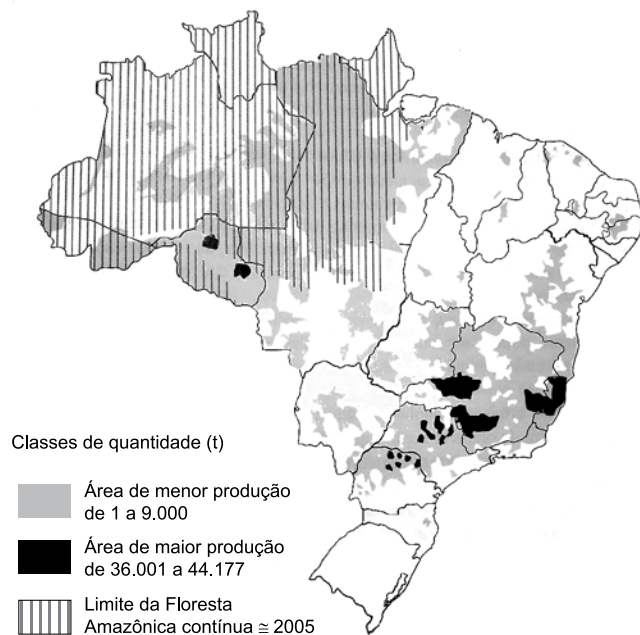 Classes de quantidade (t)
Área de menor produção
de 1 a 9.000
Área de maior produção
de 36.001 a 44.177
Limite da Floresta
Amazônica contínua ≅ 2005